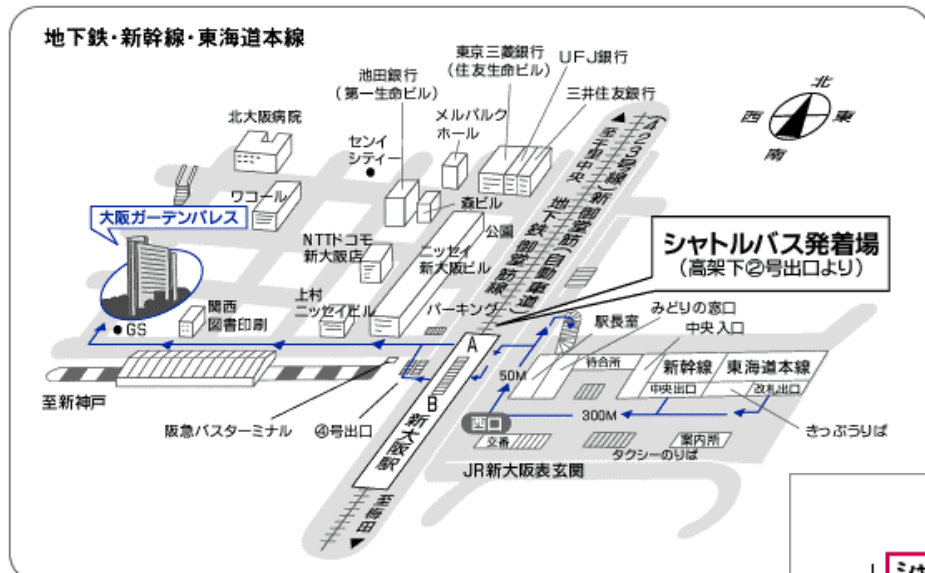 地下鉄・新幹線・東海道本線
東京三菱銀行
(住友生命ビル)
UFJ銀行
池田銀行
(第一生命ビル)
三井住友銀行
北
西
東
南
北大阪病院
メルパルク
ホール
センイ
シティー
ワコール
森ビル
大阪ガーデンパレス
公園
NTTドコモ
新大阪店
ニッセイ
新大阪ビル
(423号線)新御堂筋(自動車道)
至千里中央
地下鉄御堂筋線
シャトルバス発着場
(高架下②号出口より)
上村
ニッセイビル
パーキング
関西
図書印刷
GS
駅長室
みどりの窓口
中央入口
A
待合所
新幹線
東海道本線
50M
中央出口
改札出口
至新神戸
B
西口
300M
阪急バスターミナル
④号出口
新大阪駅
交番
案内所
きっぷうりば
タクシーのりば
JR新大阪表玄関
至梅田